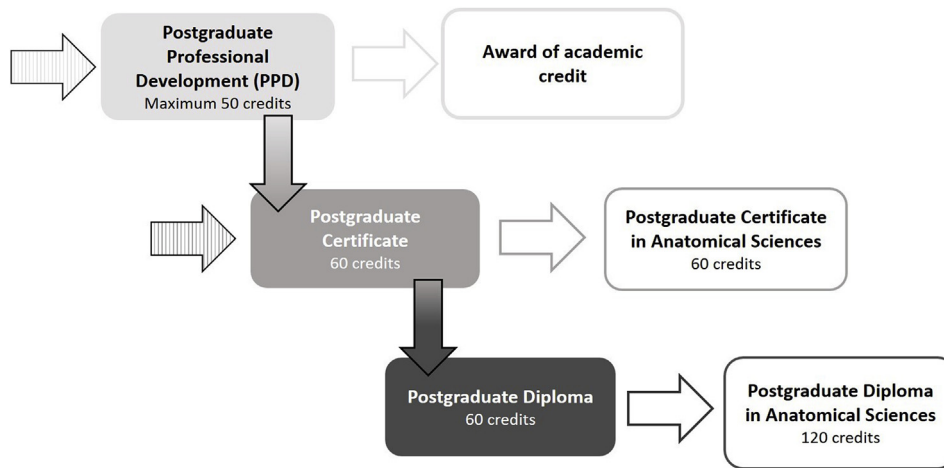 Postgraduate
Professional
Development (PPD)
Maximum 50 credits
Award of academic
credit
Postgraduate
Certificate
60 credits
Postgraduate Certificate
in Anatomical Sciences
60 credits
Postgraduate Diploma
60 credits
Postgraduate Diploma
in Anatomical Sciences
120 credits